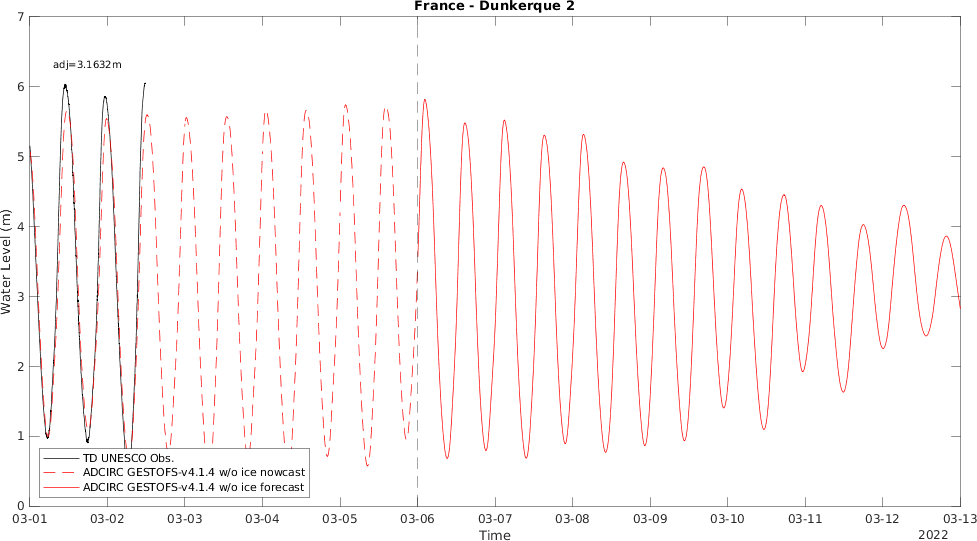 France - Dunkerque 2
adj=3.1632m
7
6
5
4
3
2
1
0
Water Level (m)
TD UNESCO Obs.
ADCIRC GESTOFS-v4.1.4 w/o ice nowcast
ADCIRC GESTOFS-v4.1.4 w/o ice forecast
03-01 03-02 03-03 03-04 03-05 03-06 03-07 03-08 03-09 03-10 03-11 03-12 03-13
Time
2022